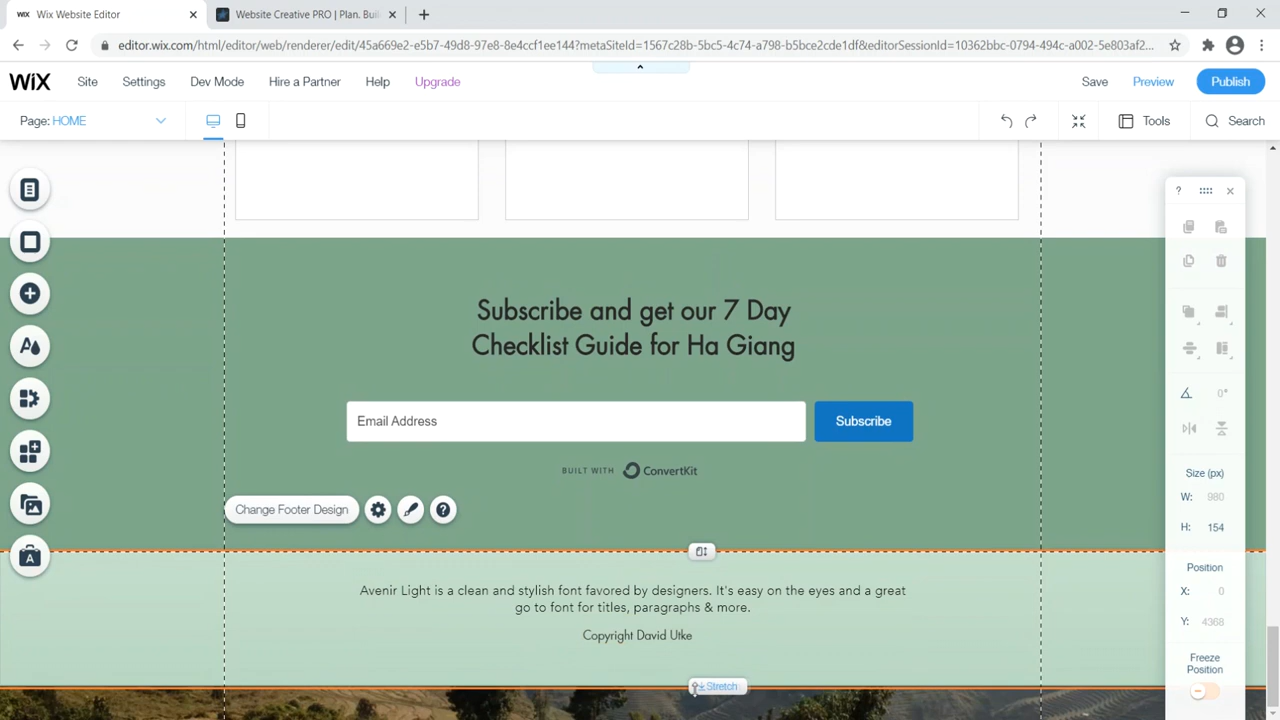 WiX Wix Website Editor
Website Creative PRO | Plan. Bui
editor.wix.com/html/editor/web/renderer/edit/45a669e2-e5b7-49d8-97e8-8e4ccf1ee144?metaSiteId=1567c28b-5bc5-4c74-a798-b5bce2cde1df&editorSessionId=10362bbc-0794-494c-a002-5e803af2...
WiX Site Settings Dev Mode Hire a Partner Help Upgrade Save Preview Publish
Page: HOME Tools Search
Subscribe and get our 7 Day
Checklist Guide for Ha Giang
Email Address Subscribe
BUILT WITH ConvertKit
Change Footer Design
Avenir Light is a clean and stylish font favored by designers. It's easy on the eyes and a great
go to font for titles, paragraphs & more.
Copyright David Utke
Stretch
0°
Size (px)
W: 980
H: 154
Position
X: 0
Y: 4368
Freeze
Position